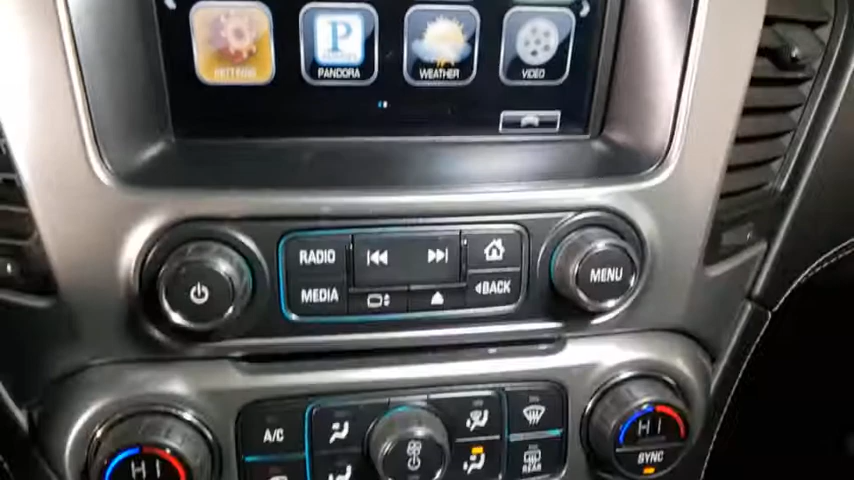 SETTINGS PANDORA WEATHER VIDEO
P
RADIO
MEDIA
BACK
MENU
A/C
REAR
SYNC
HI
HI